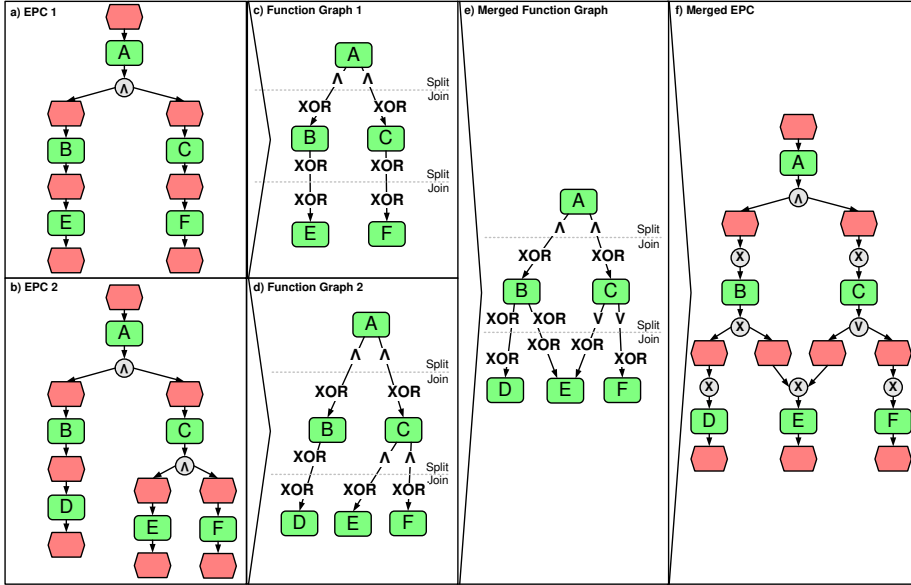 a) EPC 1
A
Λ
B
C
E
F
b) EPC 2
A
Λ
B
C
Λ
D
E
F
c) Function Graph 1
A
Λ Λ
Split
Join
XOR XOR
B C
XOR XOR
Split
Join
XOR XOR
E F
d) Function Graph 2
A
Λ Λ
Split
Join
XOR XOR
B C
XOR Λ Λ
Split
Join
XOR XOR XOR
D E F
e) Merged Function Graph
A
Λ Λ
Split
Join
XOR XOR
B C
XOR XOR V V
Split
Join
XOR XOR XOR
D E F
f) Merged EPC
A
Λ
X X
B C
X V
X X X
D E F